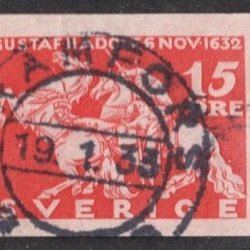 GUSTAF II ADOLF 6 NOV · 1632
15
ÖRE
19.1.33
SVERIGE